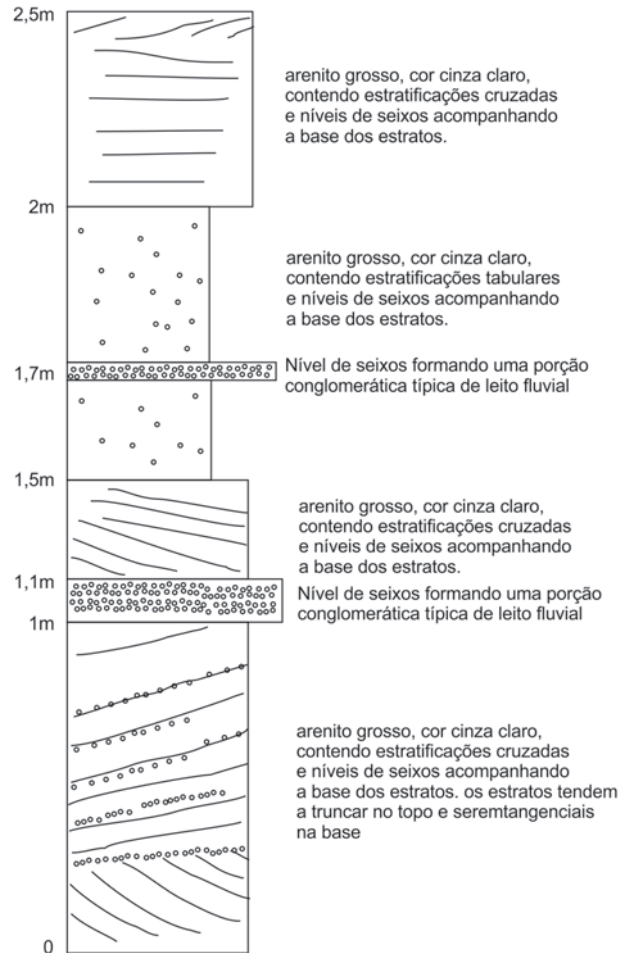 2,5m
arenito grosso, cor cinza claro,
contendo estratificações cruzadas
e níveis de seixos acompanhando
a base dos estratos.
2m
arenito grosso, cor cinza claro,
contendo estratificações tabulares
e níveis de seixos acompanhando
a base dos estratos.
1,7m
Nível de seixos formando uma porção
conglomerática típica de leito fluvial
1,5m
arenito grosso, cor cinza claro,
contendo estratificações cruzadas
e níveis de seixos acompanhando
a base dos estratos.
1,1m
Nível de seixos formando uma porção
conglomerática típica de leito fluvial
1m
arenito grosso, cor cinza claro,
contendo estratificações cruzadas
e níveis de seixos acompanhando
a base dos estratos. os estratos tendem
a truncar no topo e seremtangenciais
na base
0